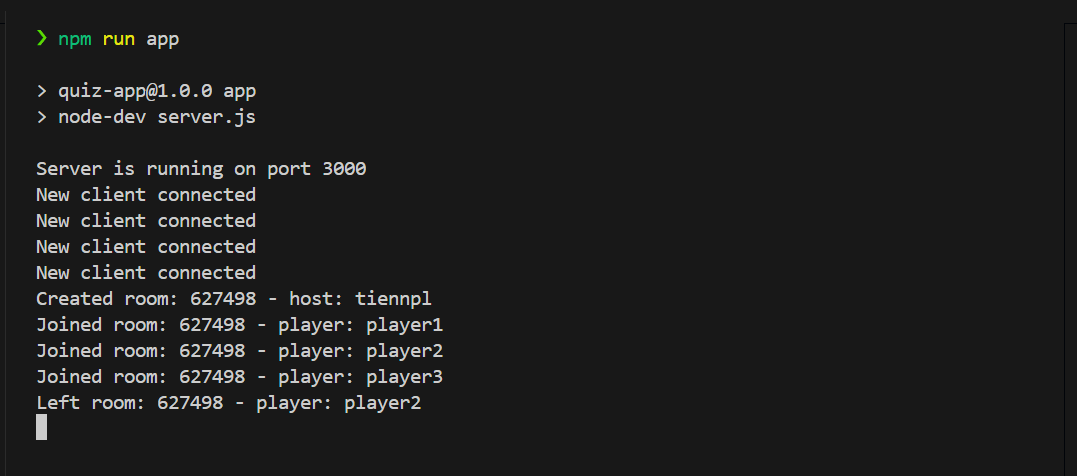 ❯ npm run app
> quiz-app@1.0.0 app
> node-dev server.js
Server is running on port 3000
New client connected
New client connected
New client connected
New client connected
Created room: 627498 - host: tiennpl
Joined room: 627498 - player: player1
Joined room: 627498 - player: player2
Joined room: 627498 - player: player3
Left room: 627498 - player: player2